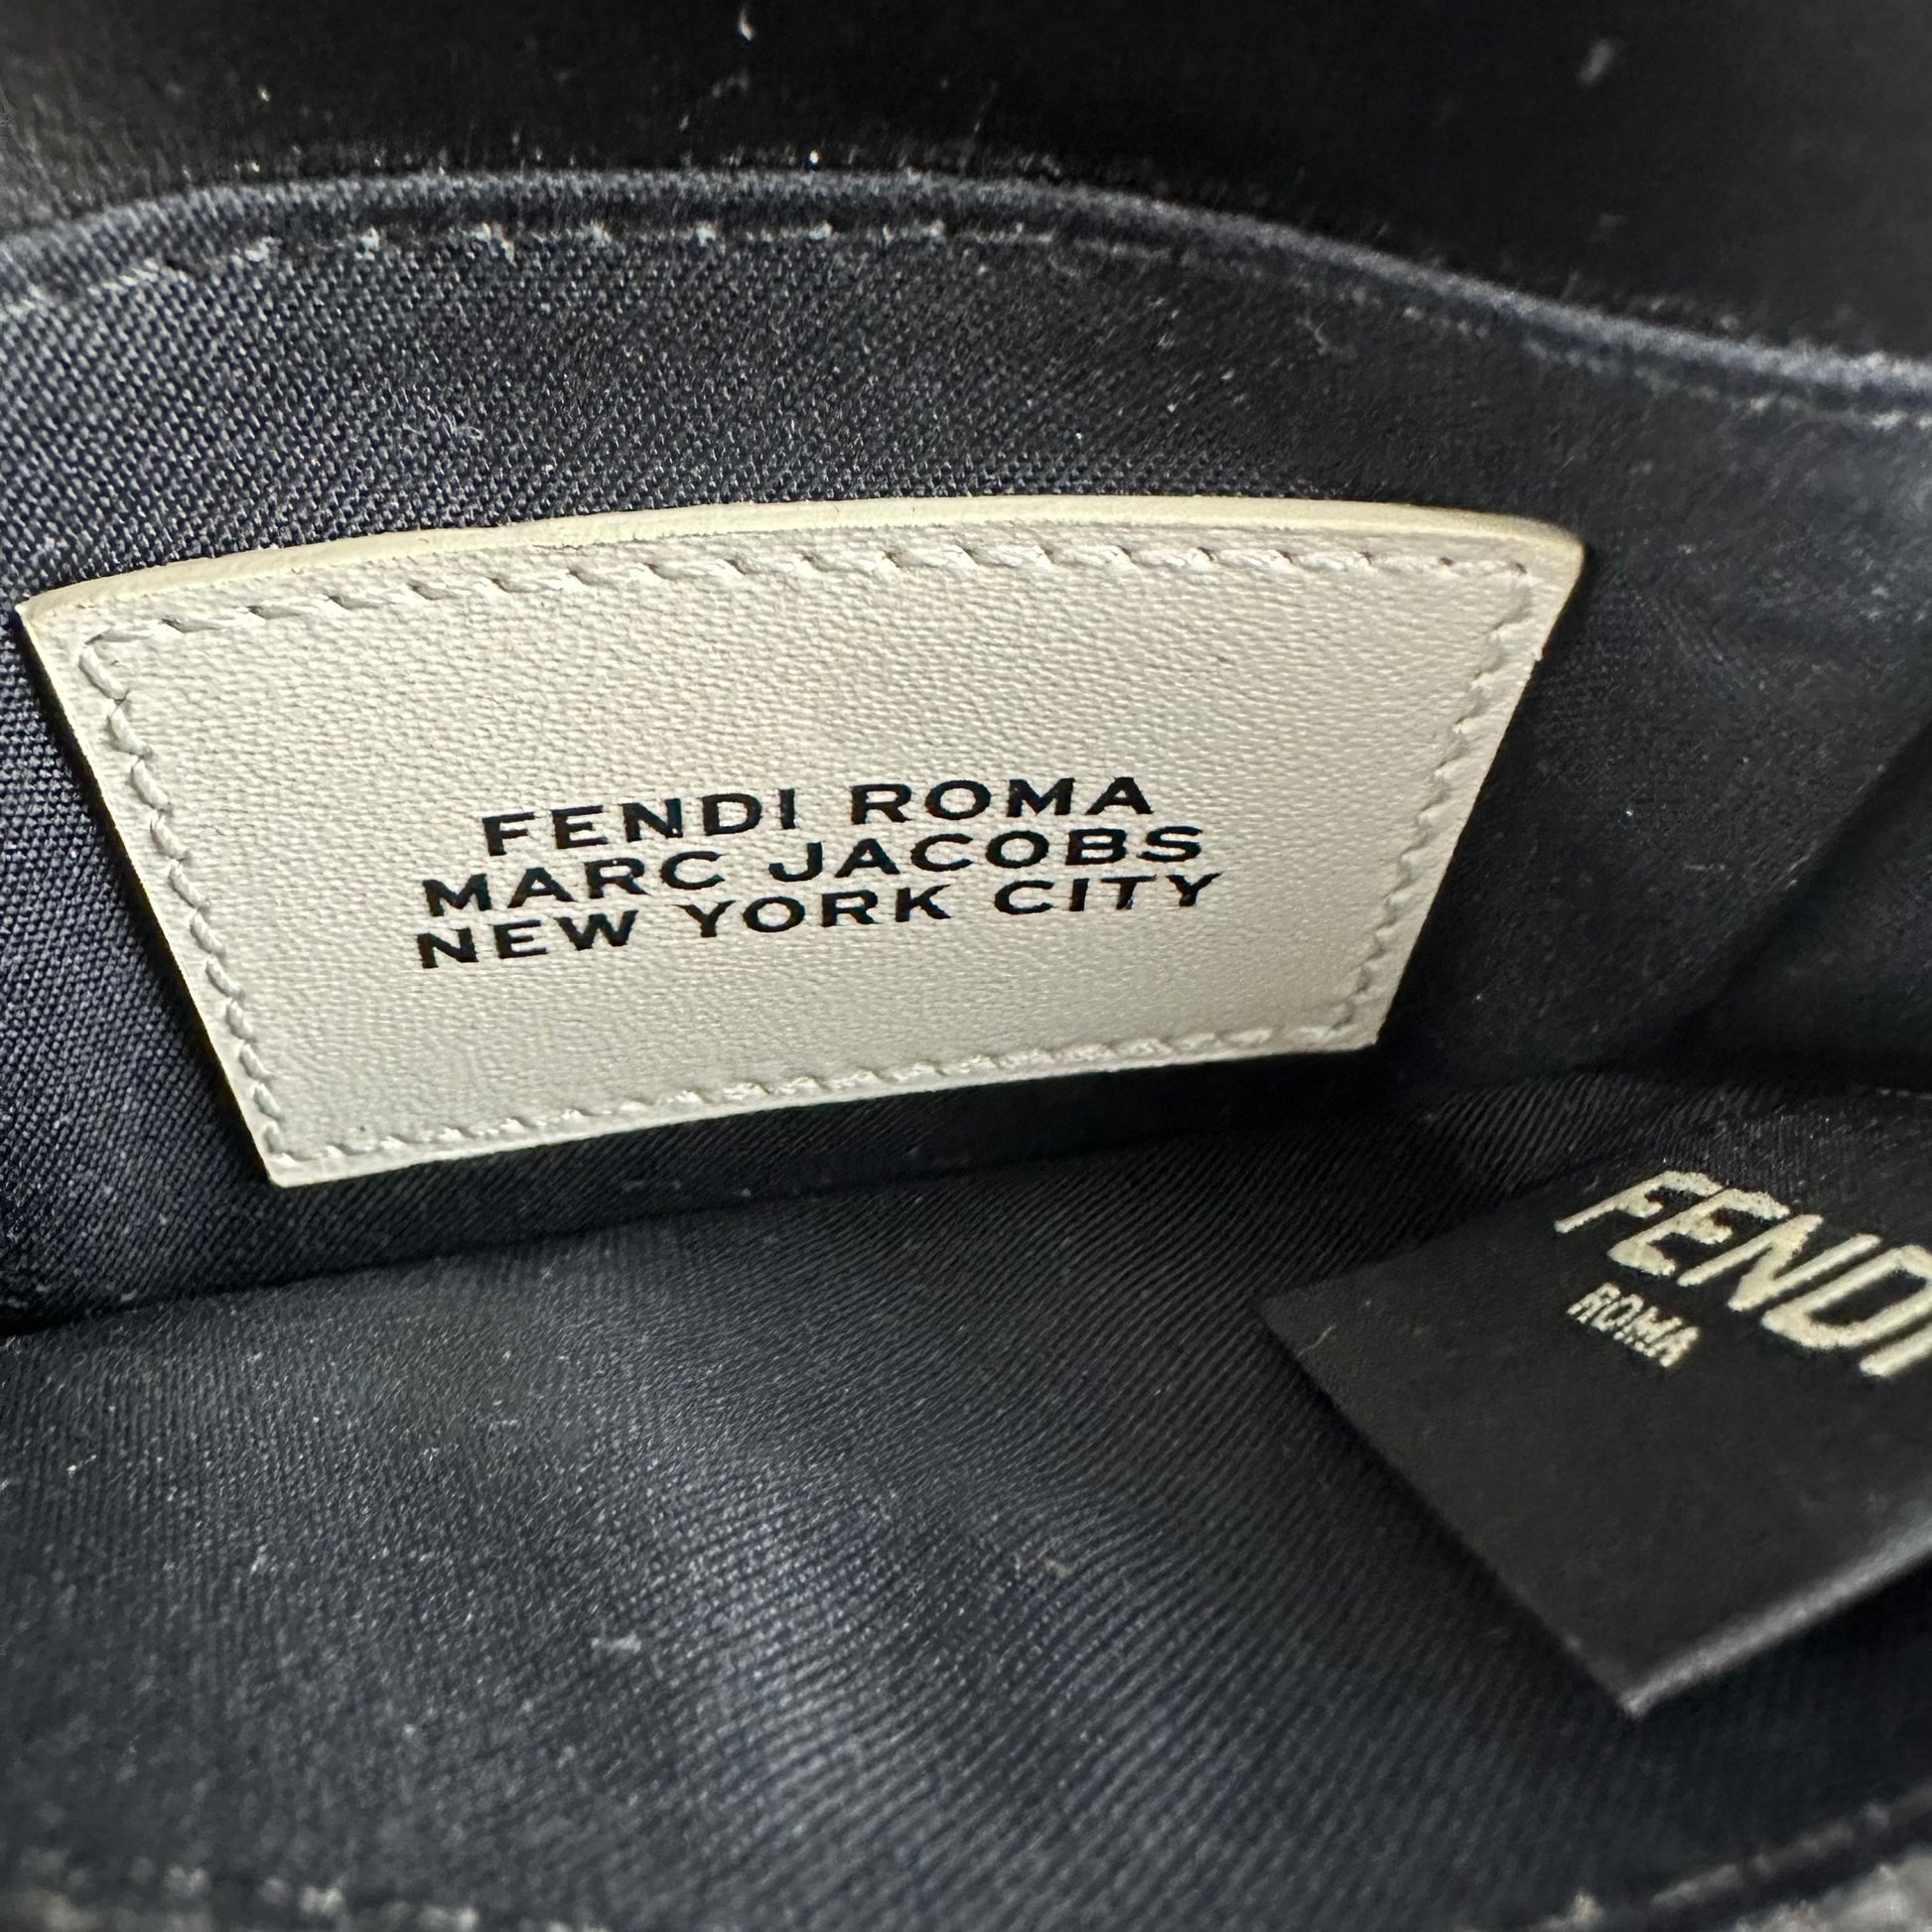 FENDI ROMA
MARC JACOBS
NEW YORK CITY
FENDI
ROMA